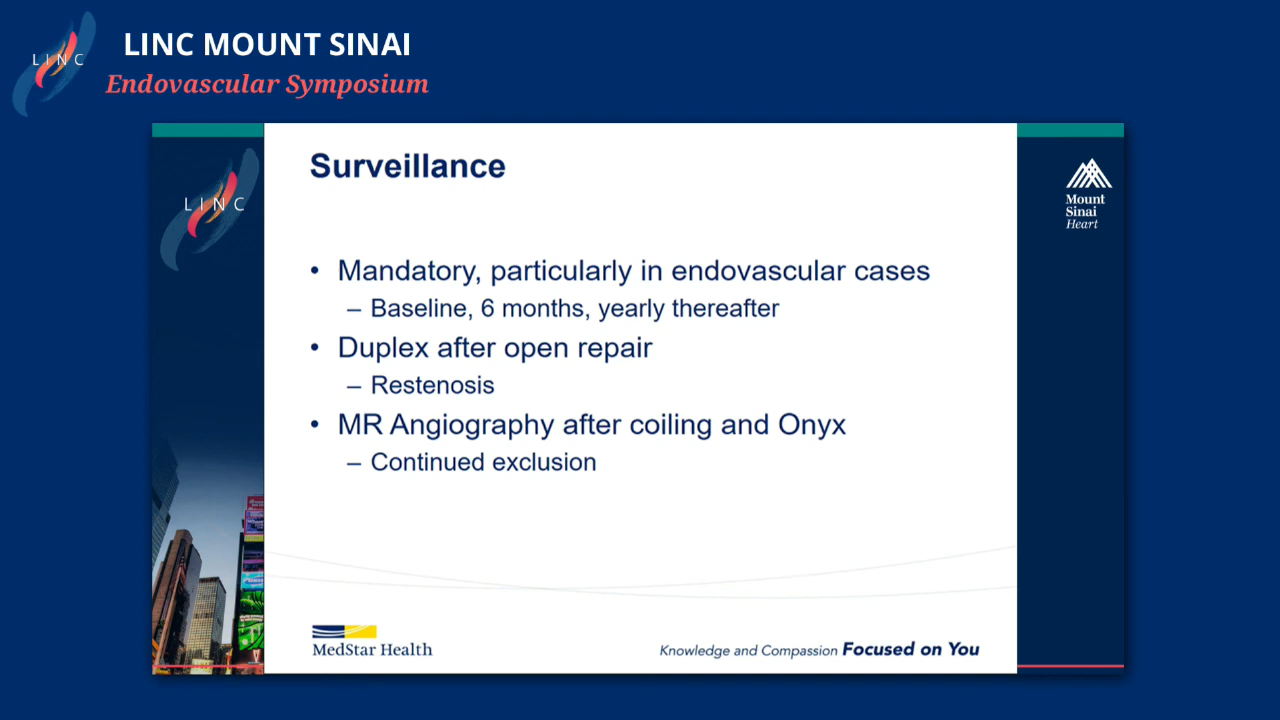 LINC
LINC MOUNT SINAI
Endovascular Symposium
LINC
Surveillance
• Mandatory, particularly in endovascular cases
– Baseline, 6 months, yearly thereafter
• Duplex after open repair
– Restenosis
• MR Angiography after coiling and Onyx
– Continued exclusion
Mount
Sinai
Heart
MedStar Health
Knowledge and Compassion Focused on You